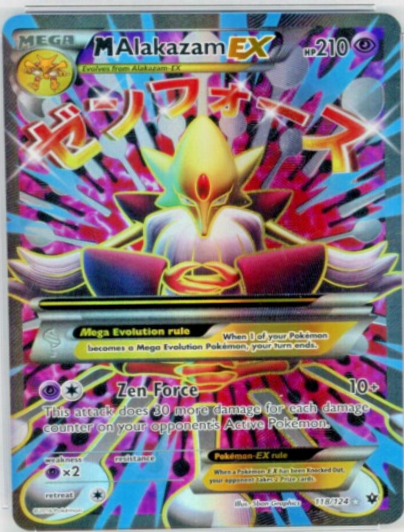 MEGA
M Alakazam EX HP210
Evolves from Alakazam-EX
ゼンフォース
Mega Evolution rule
When 1 of your Pokémon
becomes a Mega Evolution Pokémon, your turn ends.
Zen Force 10+
This attack does 30 more damage for each damage
counter on your opponent's Active Pokémon.
weakness resistance
×2
Pokémon-EX rule
When a Pokémon-EX has been Knocked Out,
your opponent takes 2 Prize cards.
retreat
118/124